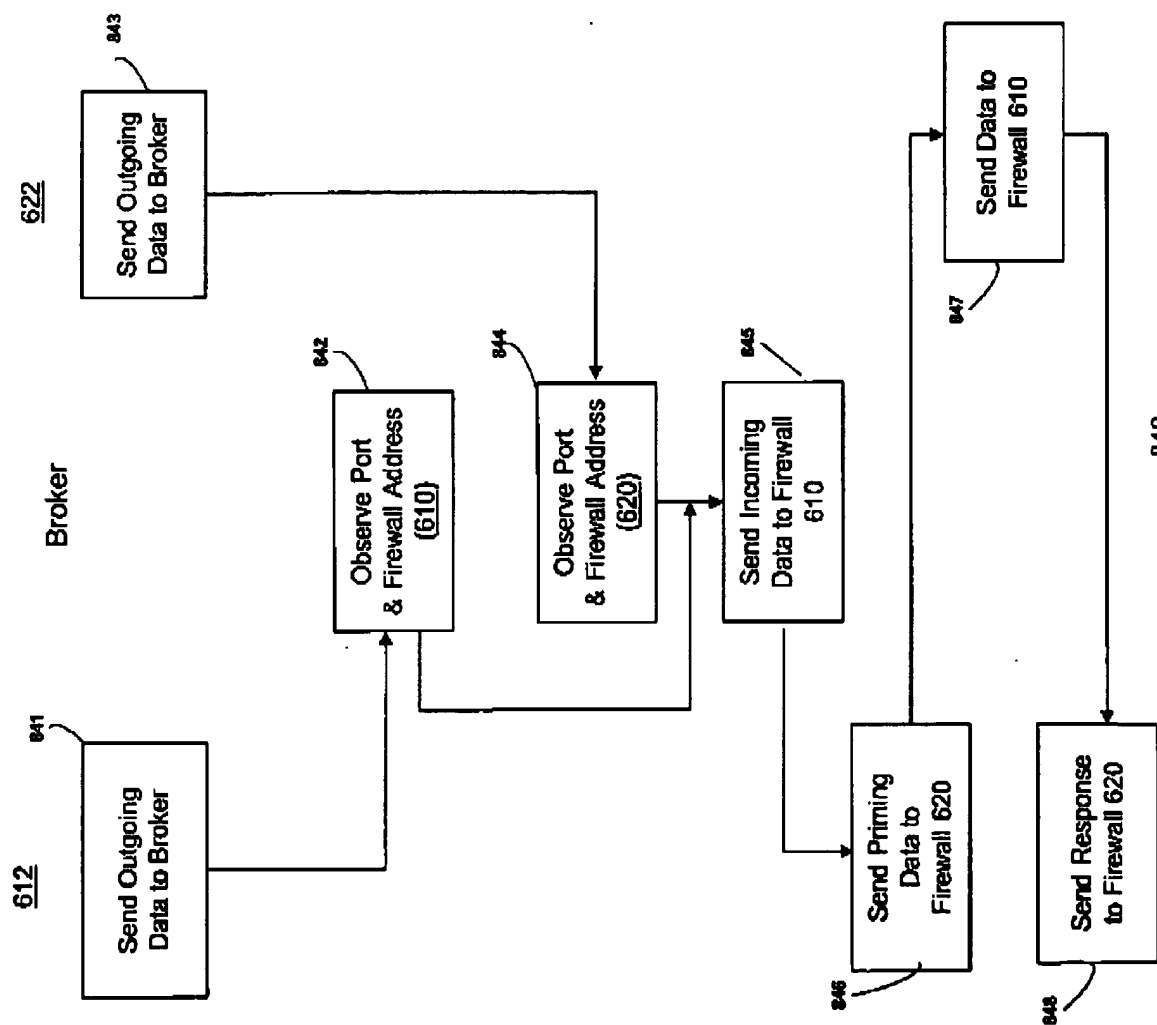 612
Broker
622
841
Send Outgoing
Data to Broker
842
Observe Port
& Firewall Address
(610)
843
Send Outgoing
Data to Broker
844
Observe Port
& Firewall Address
(620)
845
Send Incoming
Data to Firewall
610
846
Send Priming
Data to
Firewall 620
847
Send Data to
Firewall 610
848
Send Response
to Firewall 620